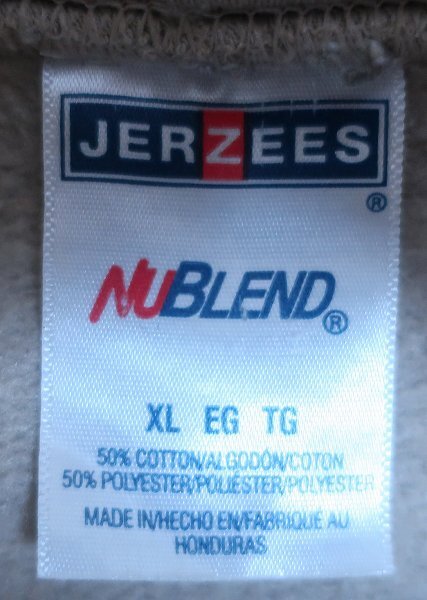 JERZEES
®
NUBLEND®
XL EG TG
50% COTTON/ALGODÓN/COTON
50% POLYESTER/POLIÉSTER/POLYESTER
MADE IN/HECHO EN/FABRIQUE AU
HONDURAS